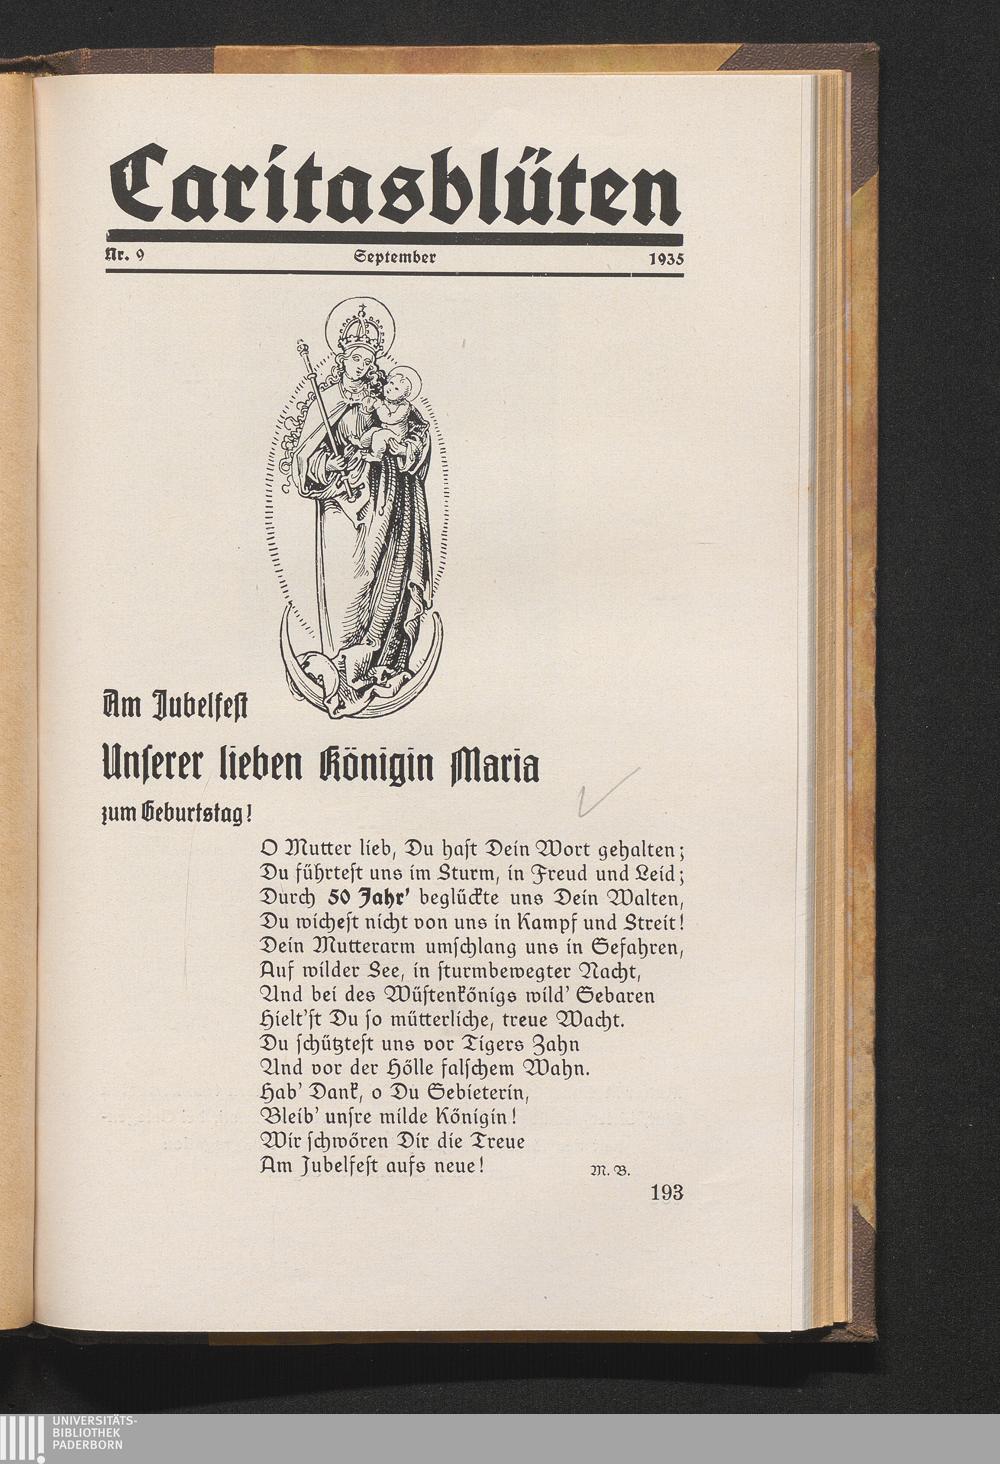 Caritasblüten
Nr. 9 September 1935
Am Jubelfest
Unserer lieben Königin Maria
zum Geburtstag!
O Mutter lieb, Du hast Dein Wort gehalten;
Du führtest uns im Sturm, in Freud und Leid;
Durch 50 Jahr' beglückte uns Dein Walten,
Du wichest nicht von uns in Kampf und Streit!
Dein Mutterarm umschlang uns in Gefahren,
Auf wilder See, in sturmbewegter Nacht,
Und bei des Wüstenkönigs wild' Gebaren
Hielt'st Du so mütterliche, treue Wacht.
Du schütztest uns vor Tigers Zahn
Und vor der Hölle falschem Wahn.
Hab' Dank, o Du Gebieterin,
Bleib' unsre milde Königin!
Wir schwören Dir die Treue
Am Jubelfest aufs neue!
M. B.
193
UNIVERSITÄTS-
BIBLIOTHEK
PADERBORN